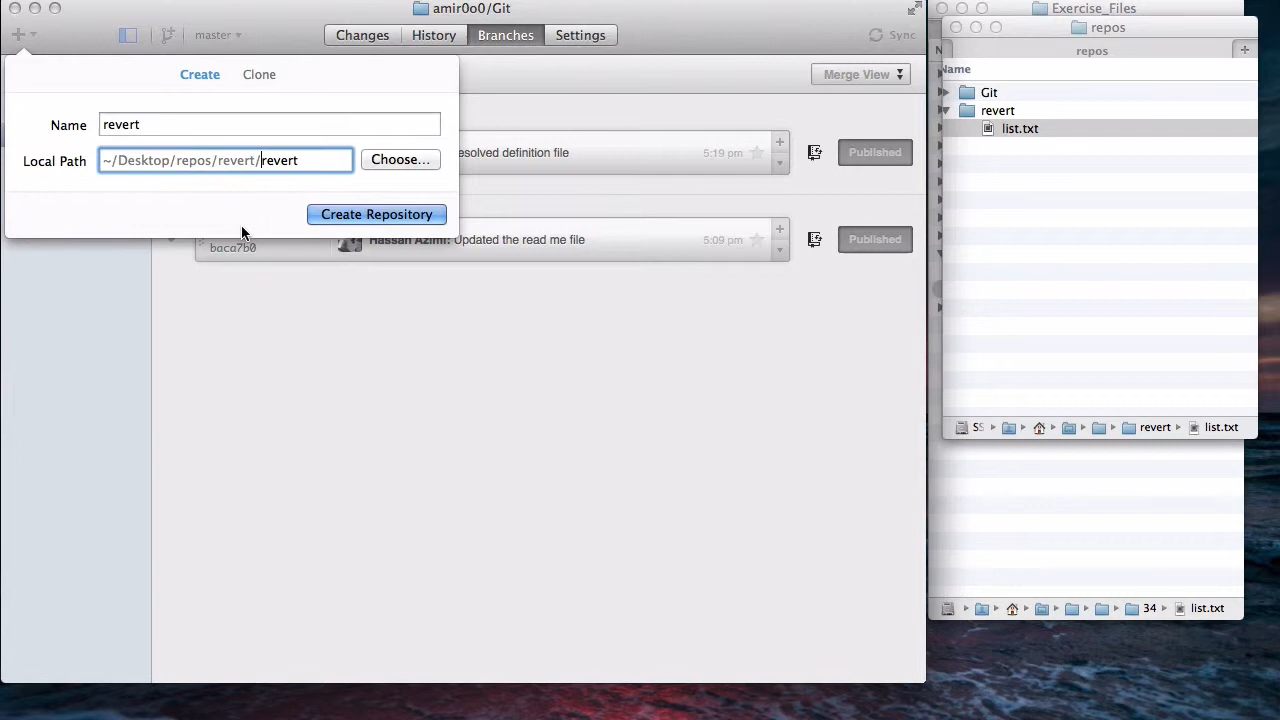 amir0o0/Git
master
Changes
History
Branches
Settings
Sync
Create
Clone
Merge View
Name
revert
Local Path
~/Desktop/repos/revert/revert
Choose...
Create Repository
esolved definition file
5:19 pm
Published
baca7b0
Hassan Azimi: Updated the read me file
5:09 pm
Published
Exercise_Files
repos
repos
Name
Git
revert
list.txt
revert
list.txt
34
list.txt